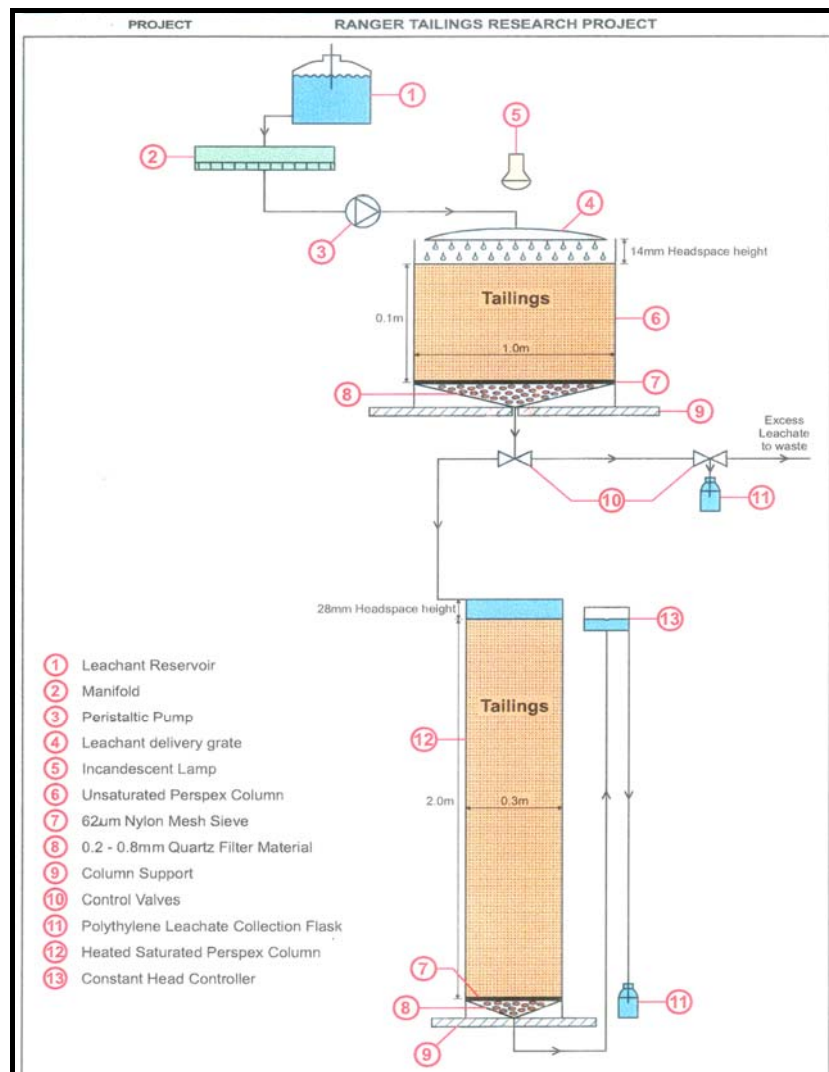 PROJECT RANGER TAILINGS RESEARCH PROJECT
1
2
5
4
3
14mm Headspace height
Tailings
0.1m
6
1.0m
7
8
9
Excess
Leachate
to waste
10
11
28mm Headspace height
13
Tailings
12
2.0m
0.3m
1 Leachant Reservoir
2 Manifold
3 Peristaltic Pump
4 Leachant delivery grate
5 Incandescent Lamp
6 Unsaturated Perspex Column
7 62µm Nylon Mesh Sieve
8 0.2 - 0.8mm Quartz Filter Material
9 Column Support
10 Control Valves
11 Polythylene Leachate Collection Flask
12 Heated Saturated Perspex Column
13 Constant Head Controller
7
8
9
11